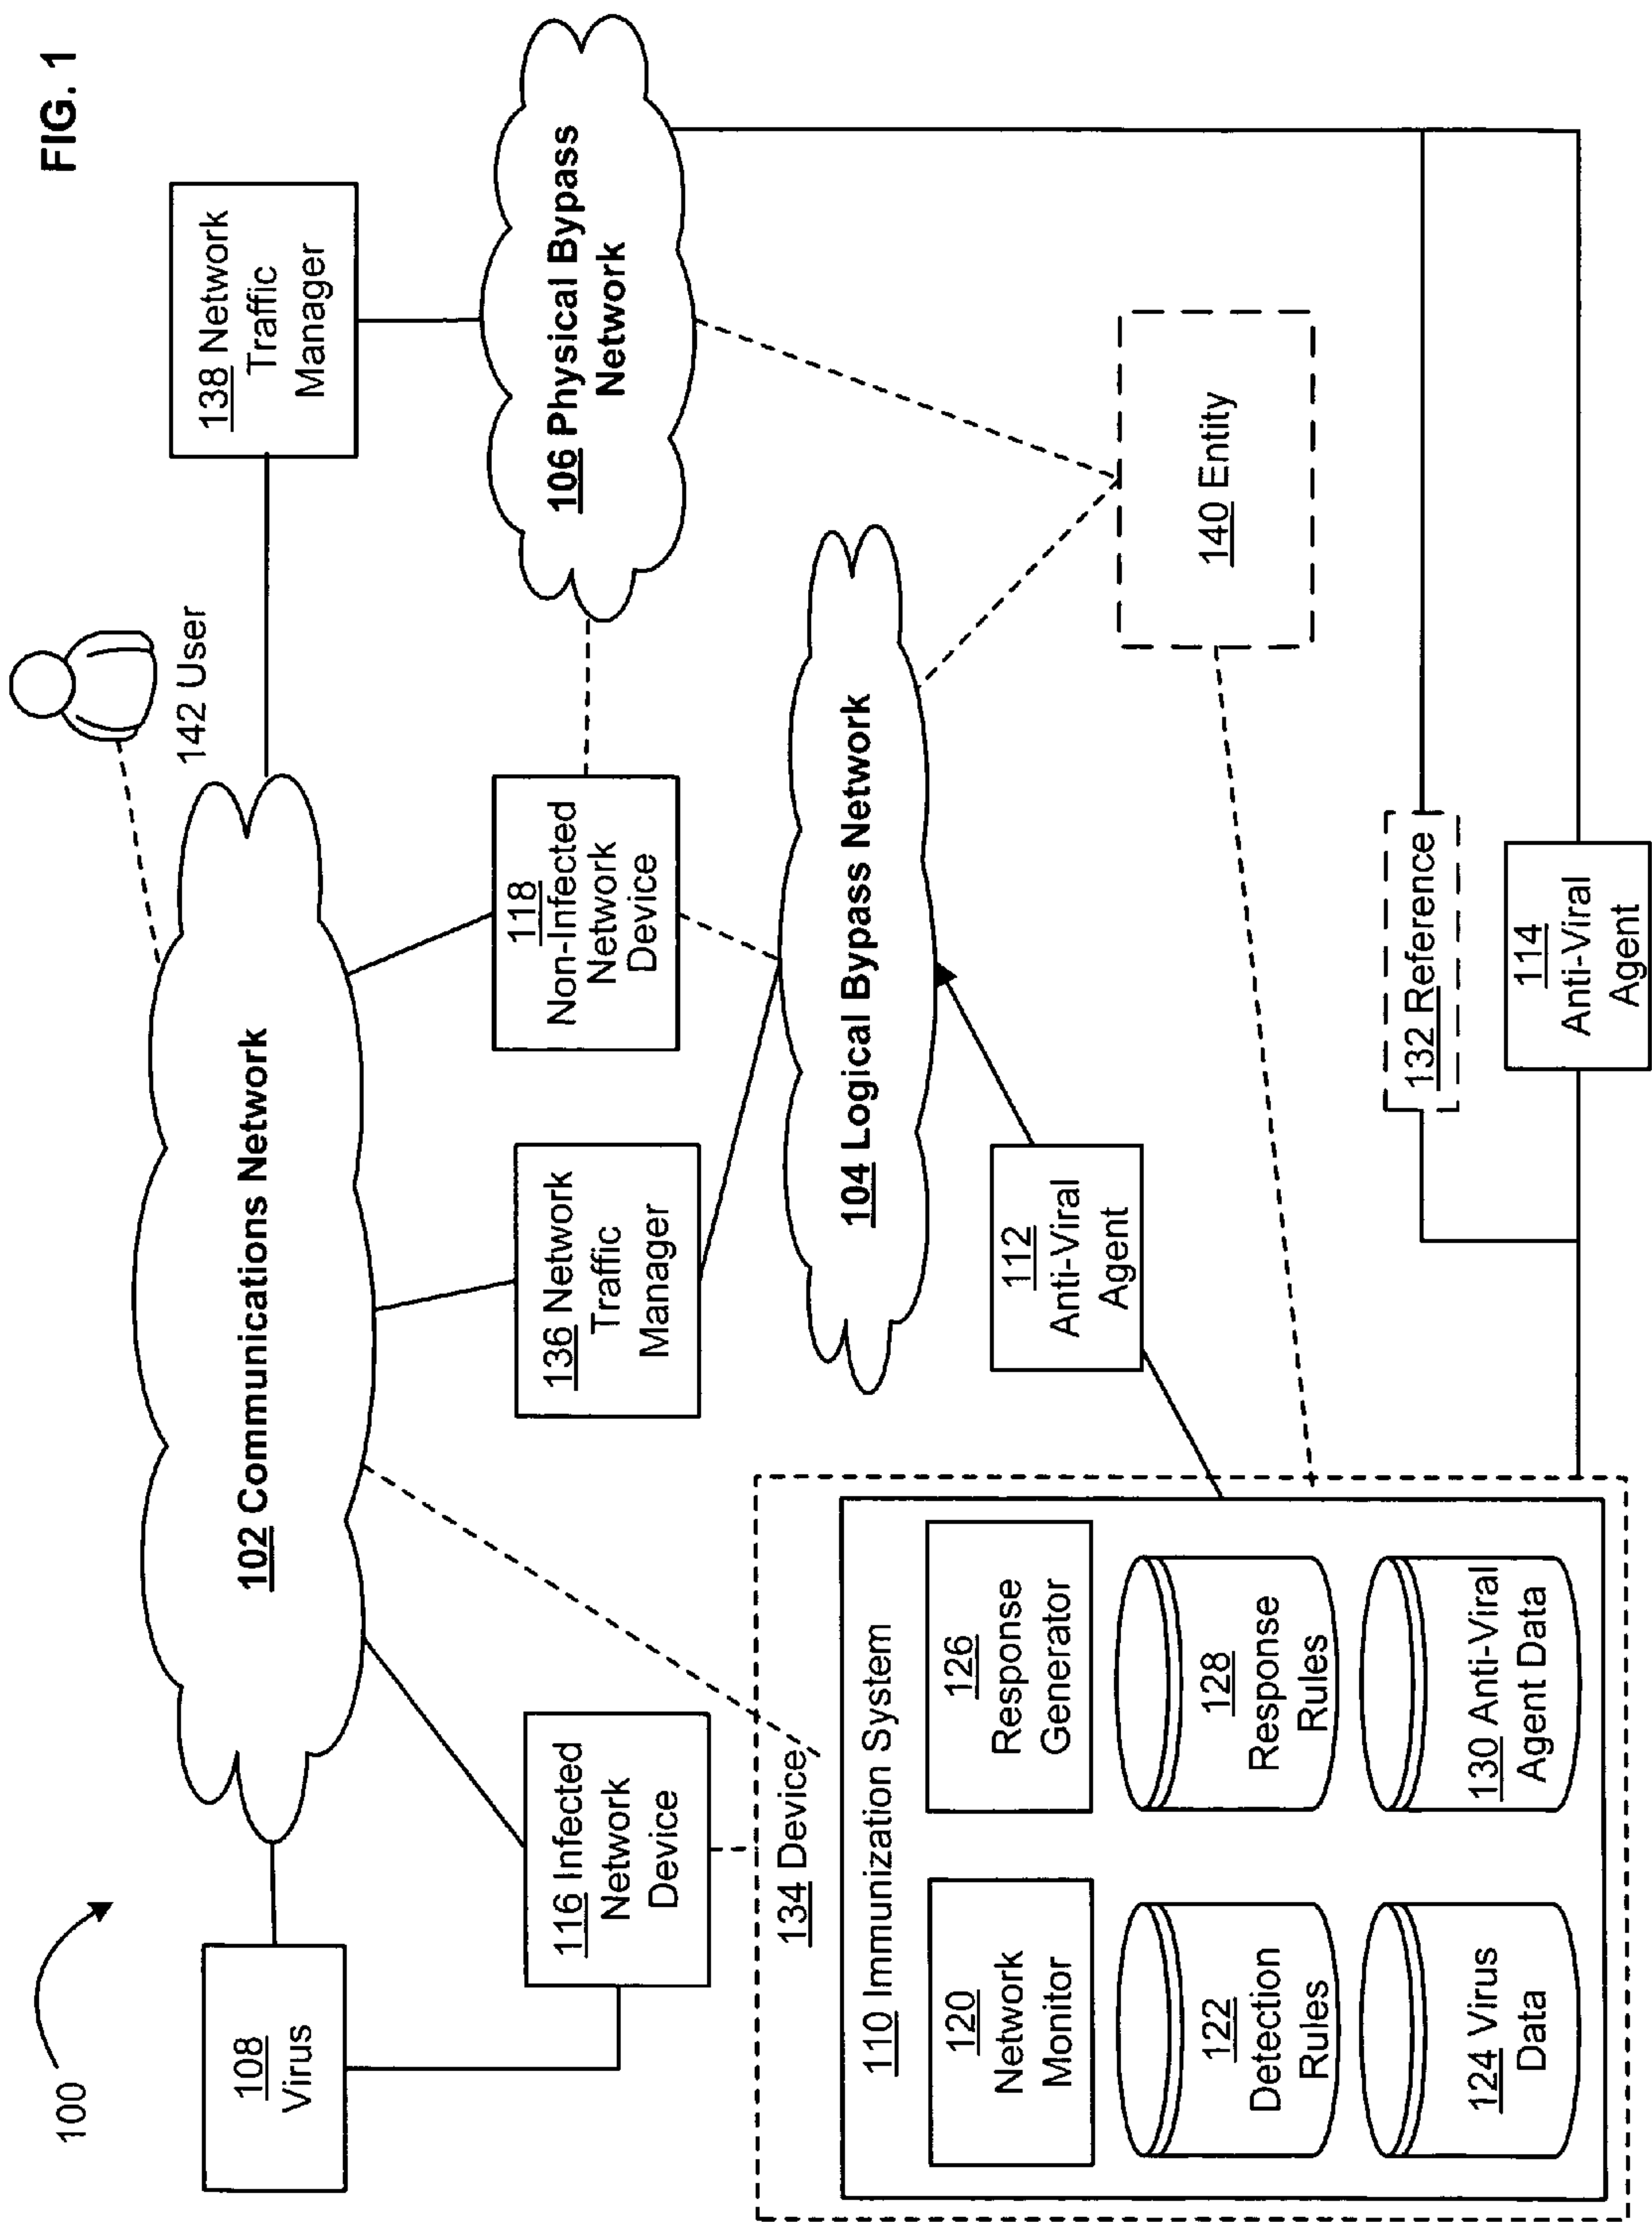 FIG. 1
100
142 User
108
Virus
102 Communications Network
138 Network
Traffic
Manager
116 Infected
Network
Device
136 Network
Traffic
Manager
118
Non-Infected
Network
Device
106 Physical Bypass
Network
104 Logical Bypass Network
134 Device
110 Immunization System
120
Network
Monitor
126
Response
Generator
122
Detection
Rules
128
Response
Rules
124 Virus
Data
130 Anti-Viral
Agent Data
112
Anti-Viral
Agent
140 Entity
132 Reference
114
Anti-Viral
Agent